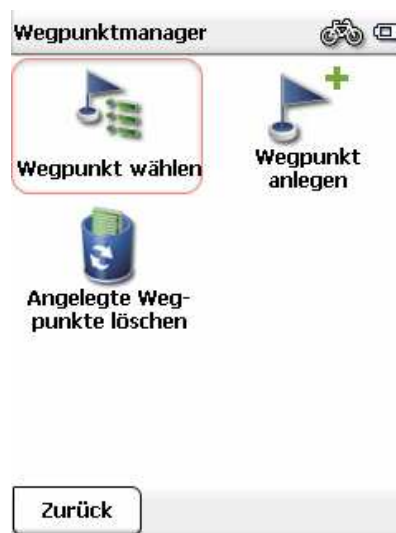 Wegpunktmanager
Wegpunkt wählen
Wegpunkt
anlegen
Angelegte Weg-
punkte löschen
Zurück